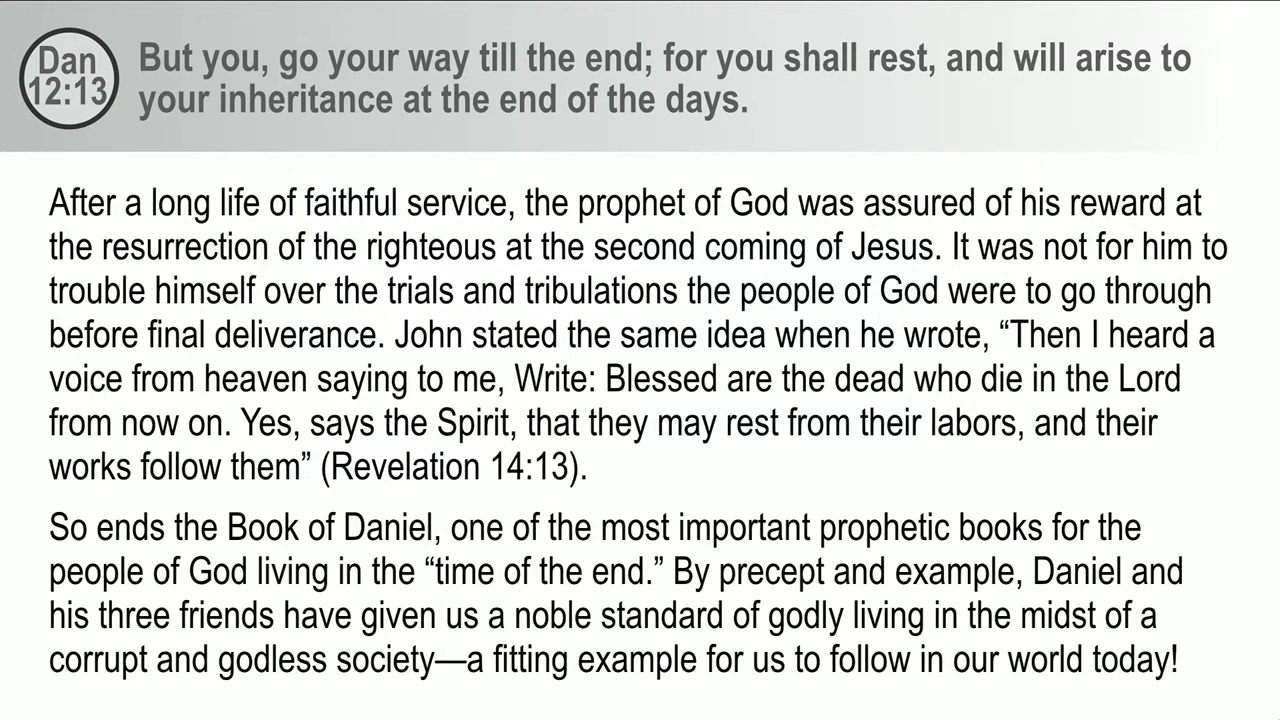 Dan
12:13
But you, go your way till the end; for you shall rest, and will arise to
your inheritance at the end of the days.
After a long life of faithful service, the prophet of God was assured of his reward at
the resurrection of the righteous at the second coming of Jesus. It was not for him to
trouble himself over the trials and tribulations the people of God were to go through
before final deliverance. John stated the same idea when he wrote, “Then I heard a
voice from heaven saying to me, Write: Blessed are the dead who die in the Lord
from now on. Yes, says the Spirit, that they may rest from their labors, and their
works follow them” (Revelation 14:13).
So ends the Book of Daniel, one of the most important prophetic books for the
people of God living in the “time of the end.” By precept and example, Daniel and
his three friends have given us a noble standard of godly living in the midst of a
corrupt and godless society—a fitting example for us to follow in our world today!